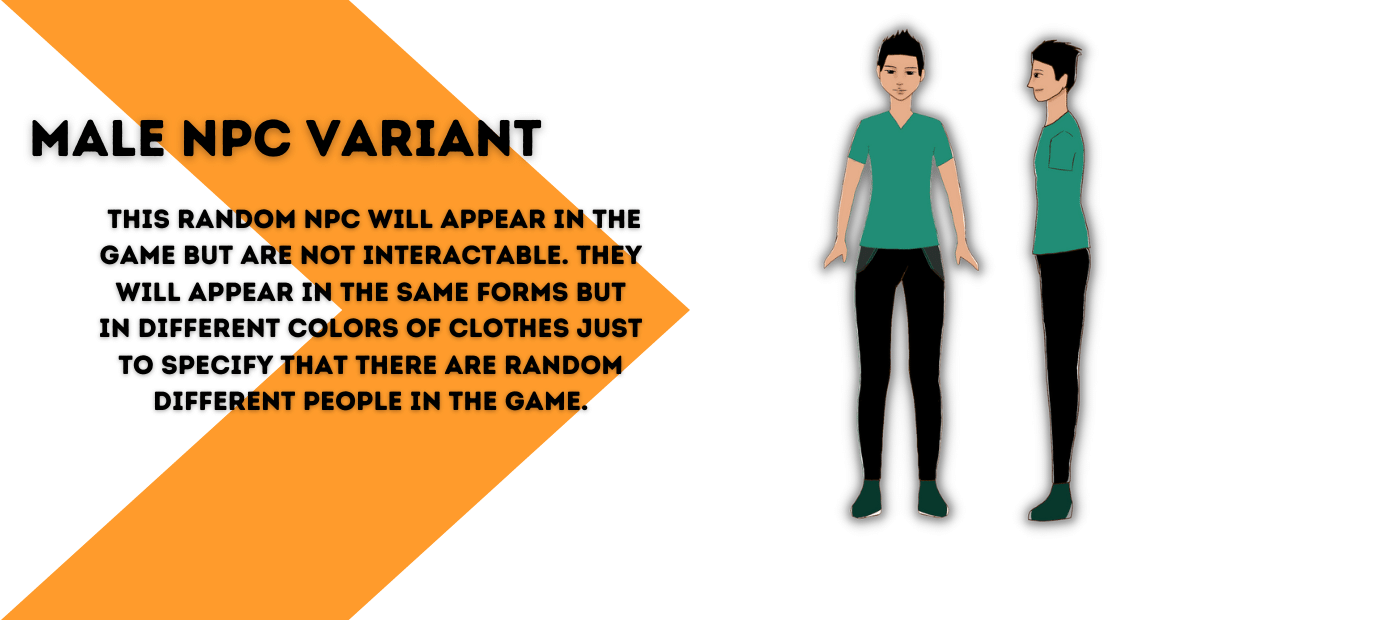 MALE NPC VARIANT
THIS RANDOM NPC WILL APPEAR IN THE
GAME BUT ARE NOT INTERACTABLE. THEY
WILL APPEAR IN THE SAME FORMS BUT
IN DIFFERENT COLORS OF CLOTHES JUST
TO SPECIFY THAT THERE ARE RANDOM
DIFFERENT PEOPLE IN THE GAME.